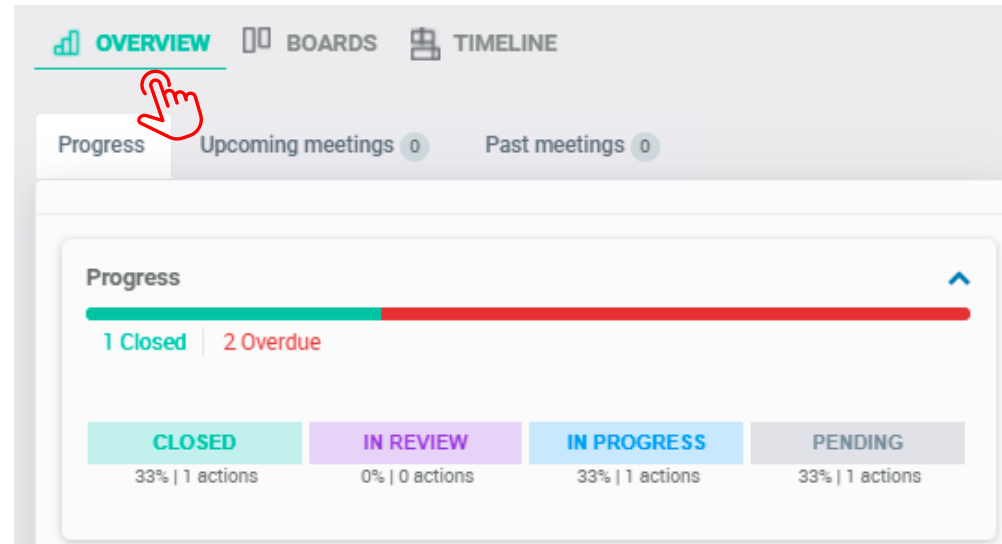 OVERVIEW BOARDS TIMELINE
Progress Upcoming meetings 0 Past meetings 0
Progress
1 Closed 2 Overdue
CLOSED IN REVIEW IN PROGRESS PENDING
33% | 1 actions 0% | 0 actions 33% | 1 actions 33% | 1 actions